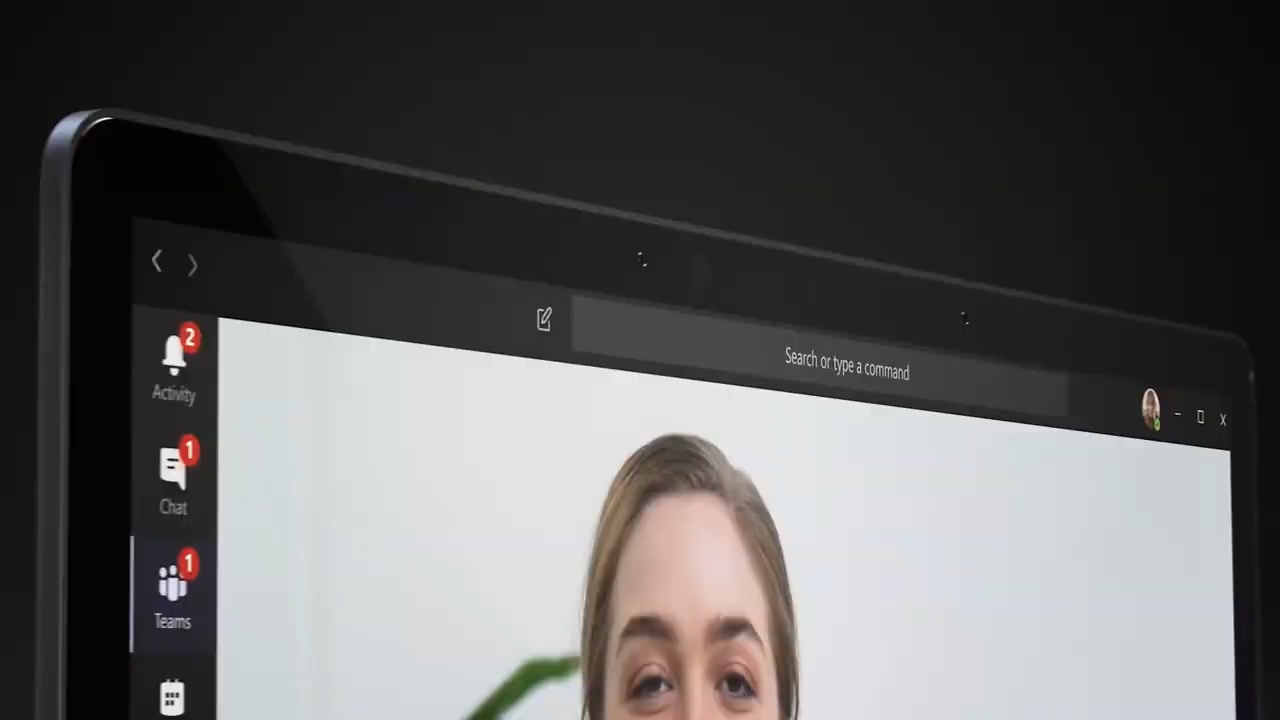 Search or type a command
2
Activity
1
Chat
1
Teams